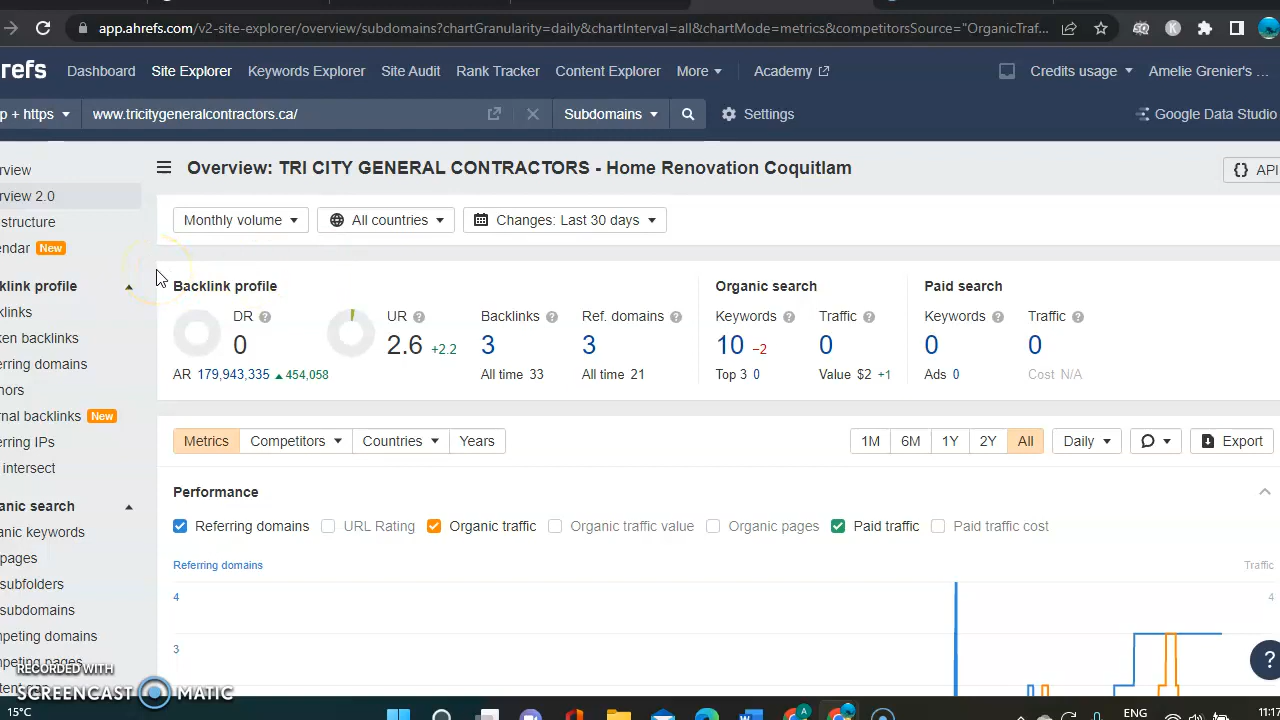 app.ahrefs.com/v2-site-explorer/overview/subdomains?chartGranularity=daily&chartInterval=all&chartMode=metrics&competitorsSource="OrganicTraf...
refs Dashboard Site Explorer Keywords Explorer Site Audit Rank Tracker Content Explorer More Academy Credits usage Amelie Grenier's ...
p + https www.tricitygeneralcontractors.ca/ Subdomains Settings Google Data Studio
rview
Overview: TRI CITY GENERAL CONTRACTORS - Home Renovation Coquitlam
{} API
rview 2.0
structure
endar New
Monthly volume All countries Changes: Last 30 days
klink profile
links
ken backlinks
erring domains
hors
rnal backlinks New
erring IPs
intersect
anic search
anic keywords
pages
subfolders
subdomains
mpeting domains
mpeting pages
Backlink profile
DR
0
AR 179,943,335 454,058
UR
2.6 +2.2
Backlinks
3
All time 33
Ref. domains
3
All time 21
Organic search
Keywords
10 −2
Top 3 0
Traffic
0
Value $2 +1
Paid search
Keywords
0
Ads 0
Traffic
0
Cost N/A
Metrics Competitors Countries Years 1M 6M 1Y 2Y All Daily Export
Performance
Referring domains URL Rating Organic traffic Organic traffic value Organic pages Paid traffic Paid traffic cost
Referring domains Traffic
4 4
3
?
RECORDED WITH
SCREENCAST MATIC
15°C
ENG
11:17